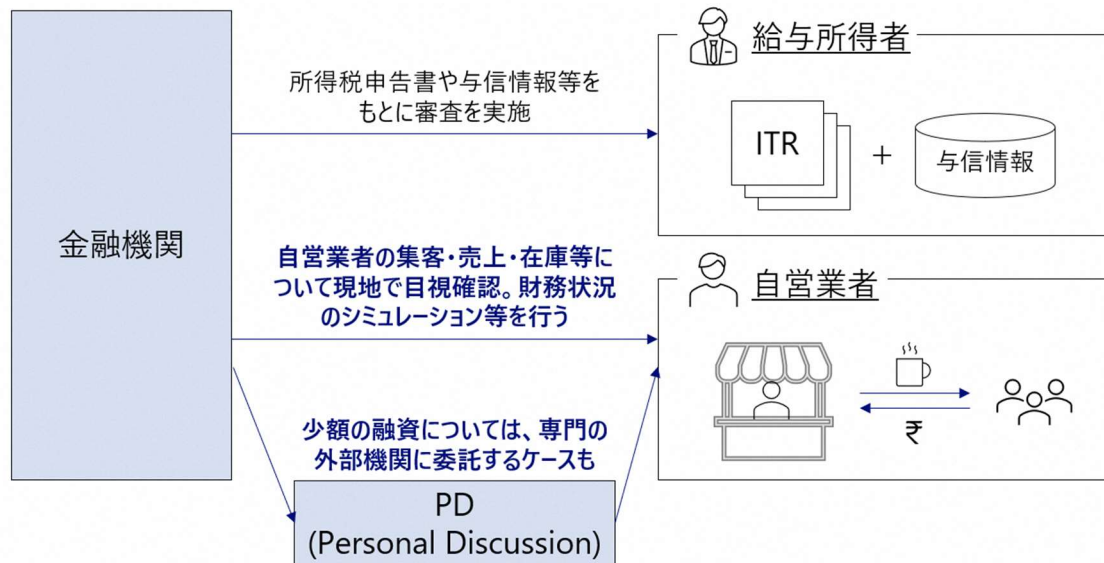 金融機関
所得税申告書や与信情報等を
もとに審査を実施
給与所得者
ITR
+
与信情報
自営業者の集客・売上・在庫等に
ついて現地で目視確認。財務状況
のシミュレーション等を行う
自営業者
₹
少額の融資については、専門の
外部機関に委託するケースも
PD
(Personal Discussion)